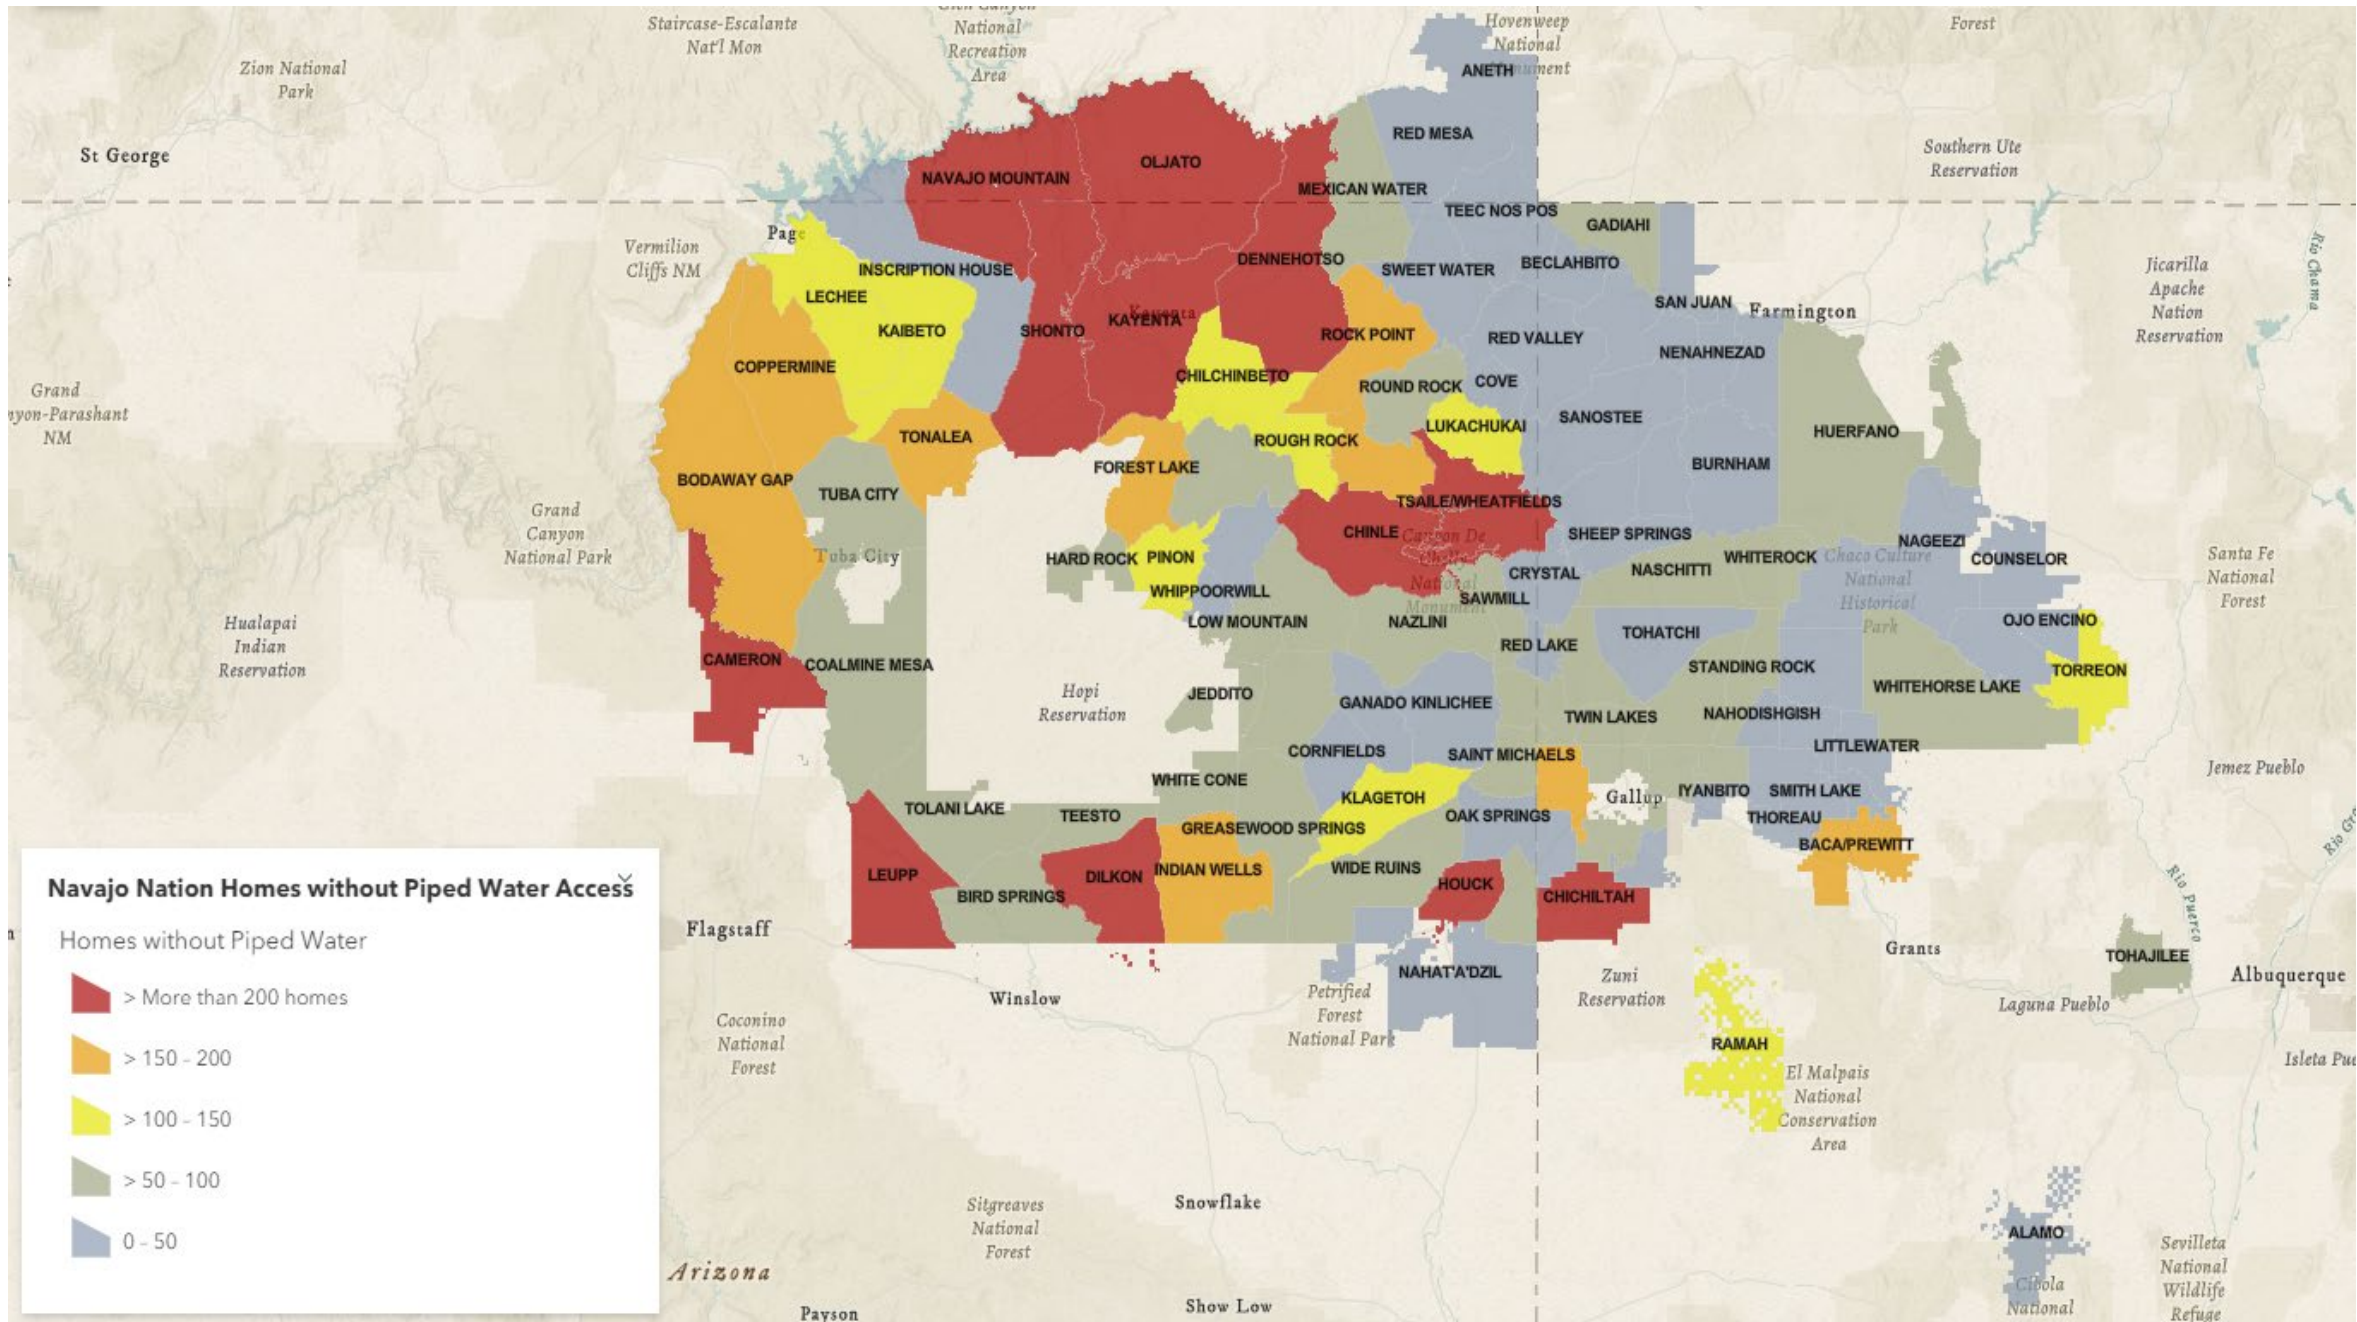 Staircase-Escalante
Nat'l Mon
National
Recreation
Area
Hovenweep
National
Forest
Zion National
Park
ANETH
RED MESA
St George
OLJATO
NAVAJO MOUNTAIN
MEXICAN WATER
Southern Ute
Reservation
TEEC NOS POS
GADIAHI
Page
Vermilion
Cliffs NM
INSCRIPTION HOUSE
DENNEHOTSO
SWEET WATER
BECLAHBITO
Rio Chama
Jicarilla
Apache
Nation
Reservation
LECHEE
SAN JUAN
Farmington
KAIBETO
SHONTO
KAYENTA
ROCK POINT
RED VALLEY
NENAHNEZAD
COPPERMINE
CHILCHINBETO
ROUND ROCK
COVE
Grand
nyon-Parashant
NM
SANOSTEE
LUKACHUKAI
HUERFANO
TONALEA
ROUGH ROCK
FOREST LAKE
BURNHAM
BODAWAY GAP
TUBA CITY
TSAILE/WHEATFIELDS
Grand
Canyon
National Park
CHINLE
SHEEP SPRINGS
NAGEEZI
Tuba City
HARD ROCK
PINON
WHITEROCK
Chaco Culture
National
Historical
Park
COUNSELOR
Santa Fe
National
Forest
CRYSTAL
NASCHITTI
WHIPPOORWILL
SAWMILL
LOW MOUNTAIN
NAZLINI
OJO ENCINO
Hualapai
Indian
Reservation
TOHATCHI
RED LAKE
CAMERON
COALMINE MESA
STANDING ROCK
TORREON
Hopi
Reservation
JEDDITO
WHITEHORSE LAKE
GANADO KINLICHEE
TWIN LAKES
NAHODISHGISH
CORNFIELDS
SAINT MICHAELS
LITTLEWATER
Jemez Pueblo
WHITE CONE
KLAGETOH
Gallup
IYANBITO
SMITH LAKE
TOLANI LAKE
TEESTO
GREASEWOOD SPRINGS
OAK SPRINGS
THOREAU
BACA/PREWITT
LEUPP
DILKON
INDIAN WELLS
WIDE RUINS
HOUCK
CHICHILTAH
BIRD SPRINGS
Rio Puerco
Flagstaff
Grants
TOHAJILEE
Albuquerque
NAHAT'A'DZIL
Zuni
Reservation
Winslow
Petrified
Forest
National Park
Laguna Pueblo
Coconino
National
Forest
RAMAH
El Malpais
National
Conservation
Area
Isleta Pue
Snowflake
Sitgreaves
National
Forest
ALAMO
Sevilleta
National
Wildlife
Refuge
Cibola
National
Arizona
Show Low
Payson
Navajo Nation Homes without Piped Water Access
Homes without Piped Water
> More than 200 homes
> 150 - 200
> 100 - 150
> 50 - 100
0 - 50